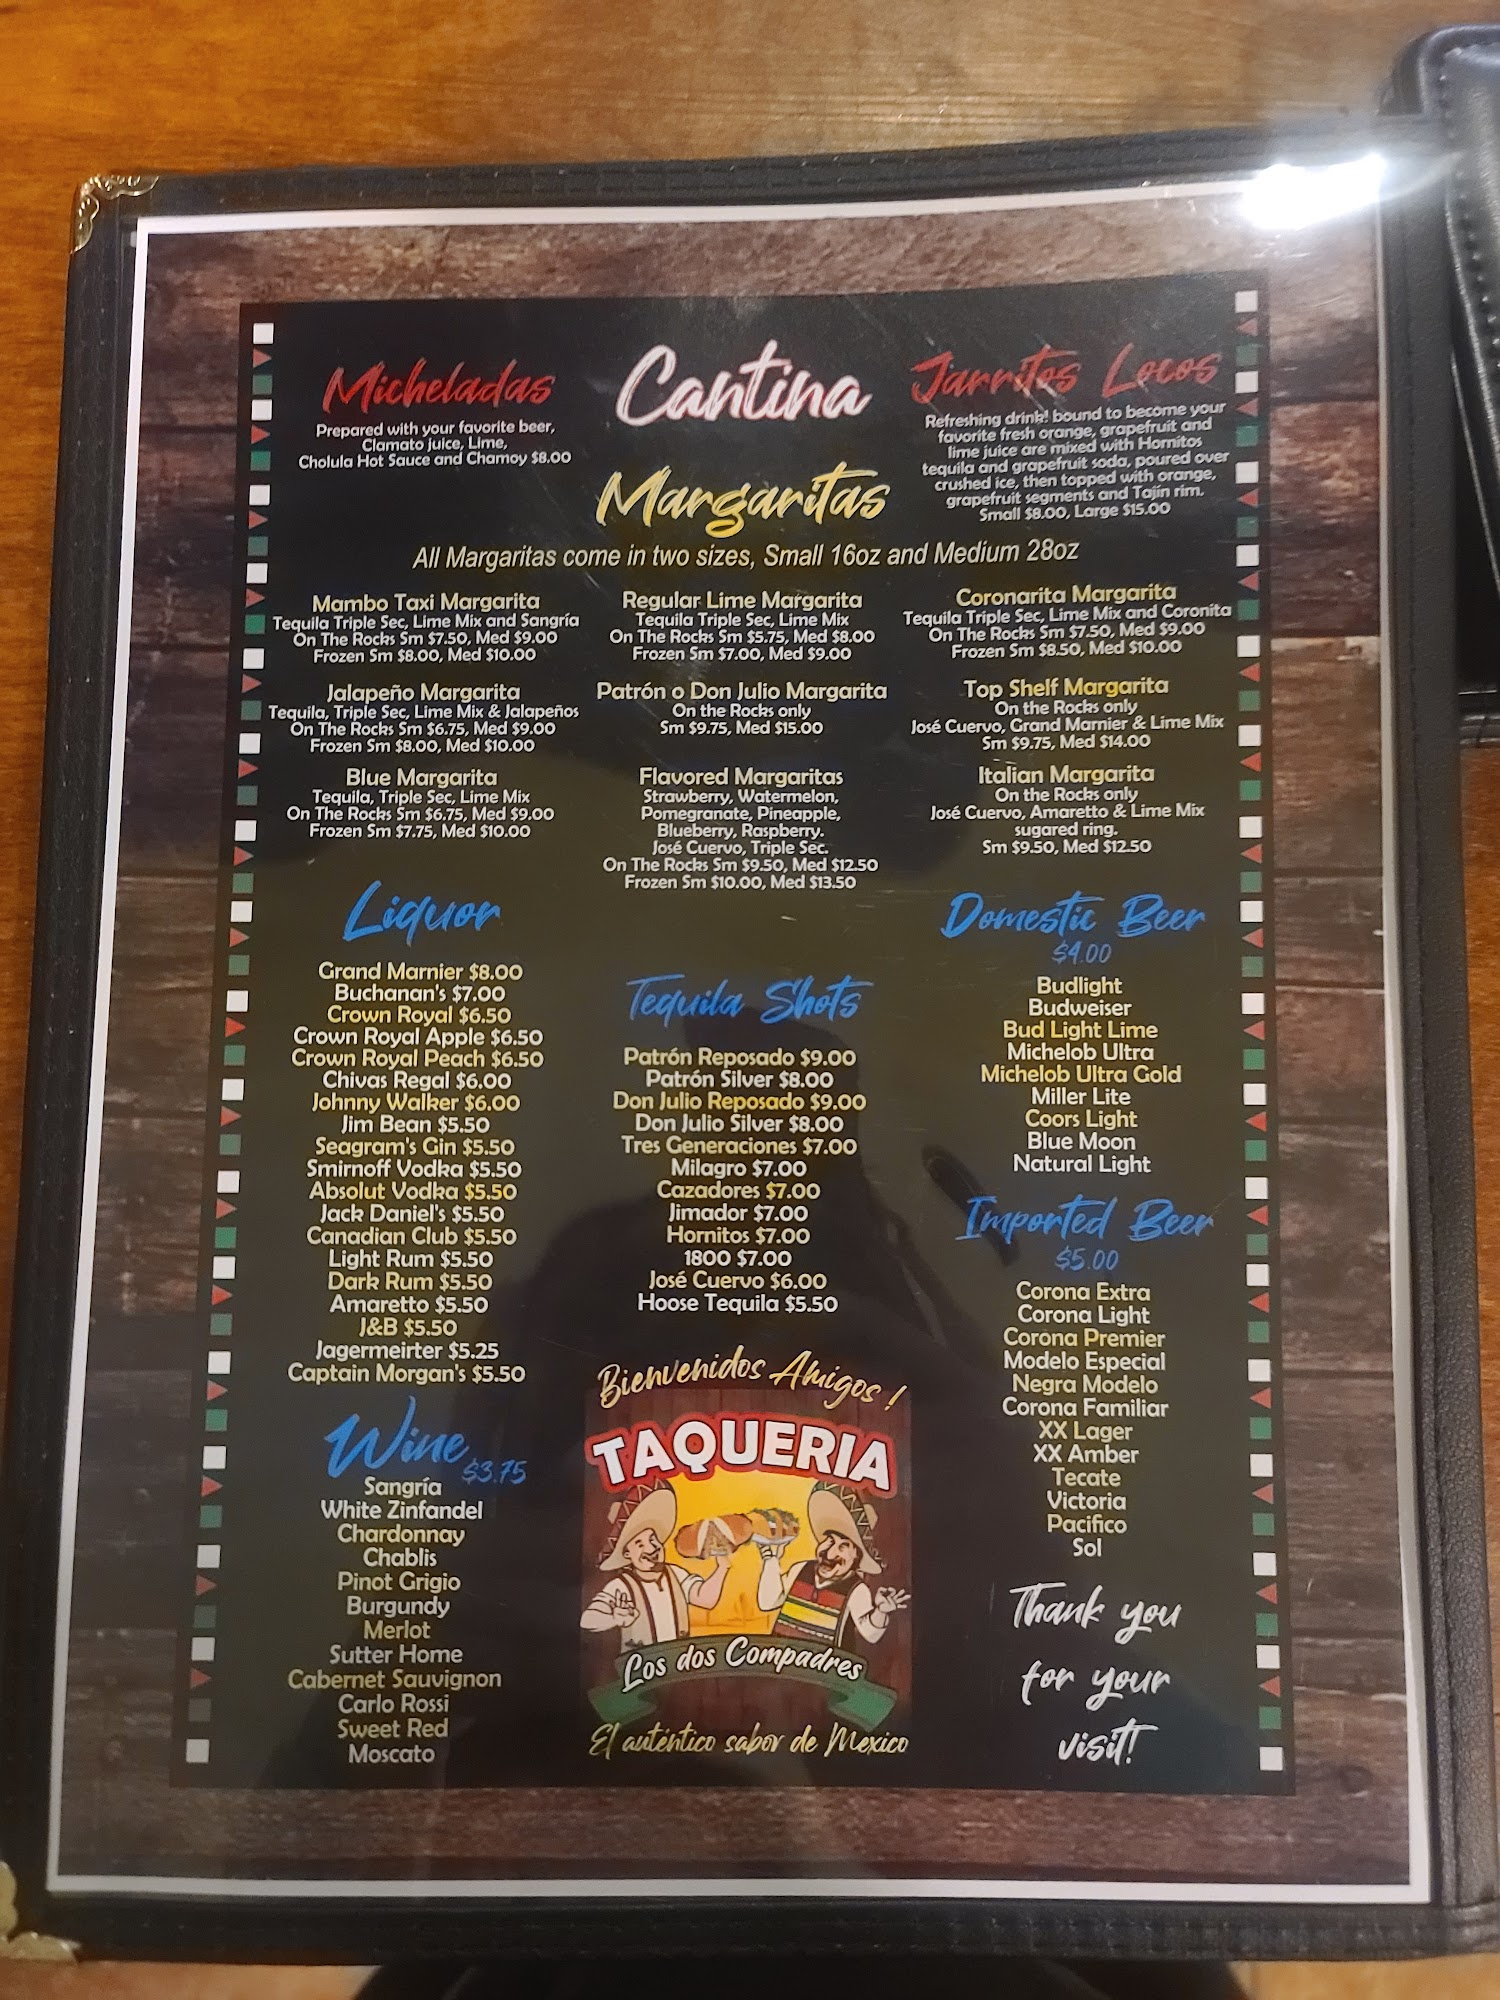 Cantina
Micheladas
Prepared with your favorite beer,
Clamato juice, Lime,
Cholula Hot Sauce and Chamoy $8.00
Jarritos Locos
Refreshing drink! bound to become your
favorite fresh orange, grapefruit and
lime juice are mixed with Hornitos
tequila and grapefruit soda, poured over
crushed ice, then topped with orange,
grapefruit segments and Tajín rim.
Small $8.00, Large $15.00
Margaritas
All Margaritas come in two sizes, Small 16oz and Medium 28oz
Mambo Taxi Margarita
Tequila Triple Sec, Lime Mix and Sangría
On The Rocks Sm $7.50, Med $9.00
Frozen Sm $8.00, Med $10.00
Regular Lime Margarita
Tequila Triple Sec, Lime Mix
On The Rocks Sm $5.75, Med $8.00
Frozen Sm $7.00, Med $9.00
Coronarita Margarita
Tequila Triple Sec, Lime Mix and Coronita
On The Rocks Sm $7.50, Med $9.00
Frozen Sm $8.50, Med $10.00
Jalapeño Margarita
Tequila, Triple Sec, Lime Mix & Jalapeños
On The Rocks Sm $6.75, Med $9.00
Frozen Sm $8.00, Med $10.00
Patrón o Don Julio Margarita
On the Rocks only
Sm $9.75, Med $15.00
Top Shelf Margarita
On the Rocks only
José Cuervo, Grand Marnier & Lime Mix
Sm $9.75, Med $14.00
Blue Margarita
Tequila, Triple Sec, Lime Mix
On The Rocks Sm $6.75, Med $9.00
Frozen Sm $7.75, Med $10.00
Flavored Margaritas
Strawberry, Watermelon,
Pomegranate, Pineapple,
Blueberry, Raspberry.
José Cuervo, Triple Sec.
On The Rocks Sm $9.50, Med $12.50
Frozen Sm $10.00, Med $13.50
Italian Margarita
On the Rocks only
José Cuervo, Amaretto & Lime Mix
sugared ring.
Sm $9.50, Med $12.50
Liquor
Grand Marnier $8.00
Buchanan's $7.00
Crown Royal $6.50
Crown Royal Apple $6.50
Crown Royal Peach $6.50
Chivas Regal $6.00
Johnny Walker $6.00
Jim Bean $5.50
Seagram's Gin $5.50
Smirnoff Vodka $5.50
Absolut Vodka $5.50
Jack Daniel's $5.50
Canadian Club $5.50
Light Rum $5.50
Dark Rum $5.50
Amaretto $5.50
J&B $5.50
Jagermeirter $5.25
Captain Morgan's $5.50
Wine $3.75
Sangría
White Zinfandel
Chardonnay
Chablis
Pinot Grigio
Burgundy
Merlot
Sutter Home
Cabernet Sauvignon
Carlo Rossi
Sweet Red
Moscato
Tequila Shots
Patrón Reposado $9.00
Patrón Silver $8.00
Don Julio Reposado $9.00
Don Julio Silver $8.00
Tres Generaciones $7.00
Milagro $7.00
Cazadores $7.00
Jimador $7.00
Hornitos $7.00
1800 $7.00
José Cuervo $6.00
Hoose Tequila $5.50
Bienvenidos Amigos !
TAQUERIA
Los dos Compadres
El auténtico sabor de Mexico
Domestic Beer
$4.00
Budlight
Budweiser
Bud Light Lime
Michelob Ultra
Michelob Ultra Gold
Miller Lite
Coors Light
Blue Moon
Natural Light
Imported Beer
$5.00
Corona Extra
Corona Light
Corona Premier
Modelo Especial
Negra Modelo
Corona Familiar
XX Lager
XX Amber
Tecate
Victoria
Pacifico
Sol
Thank you
for your
visit!